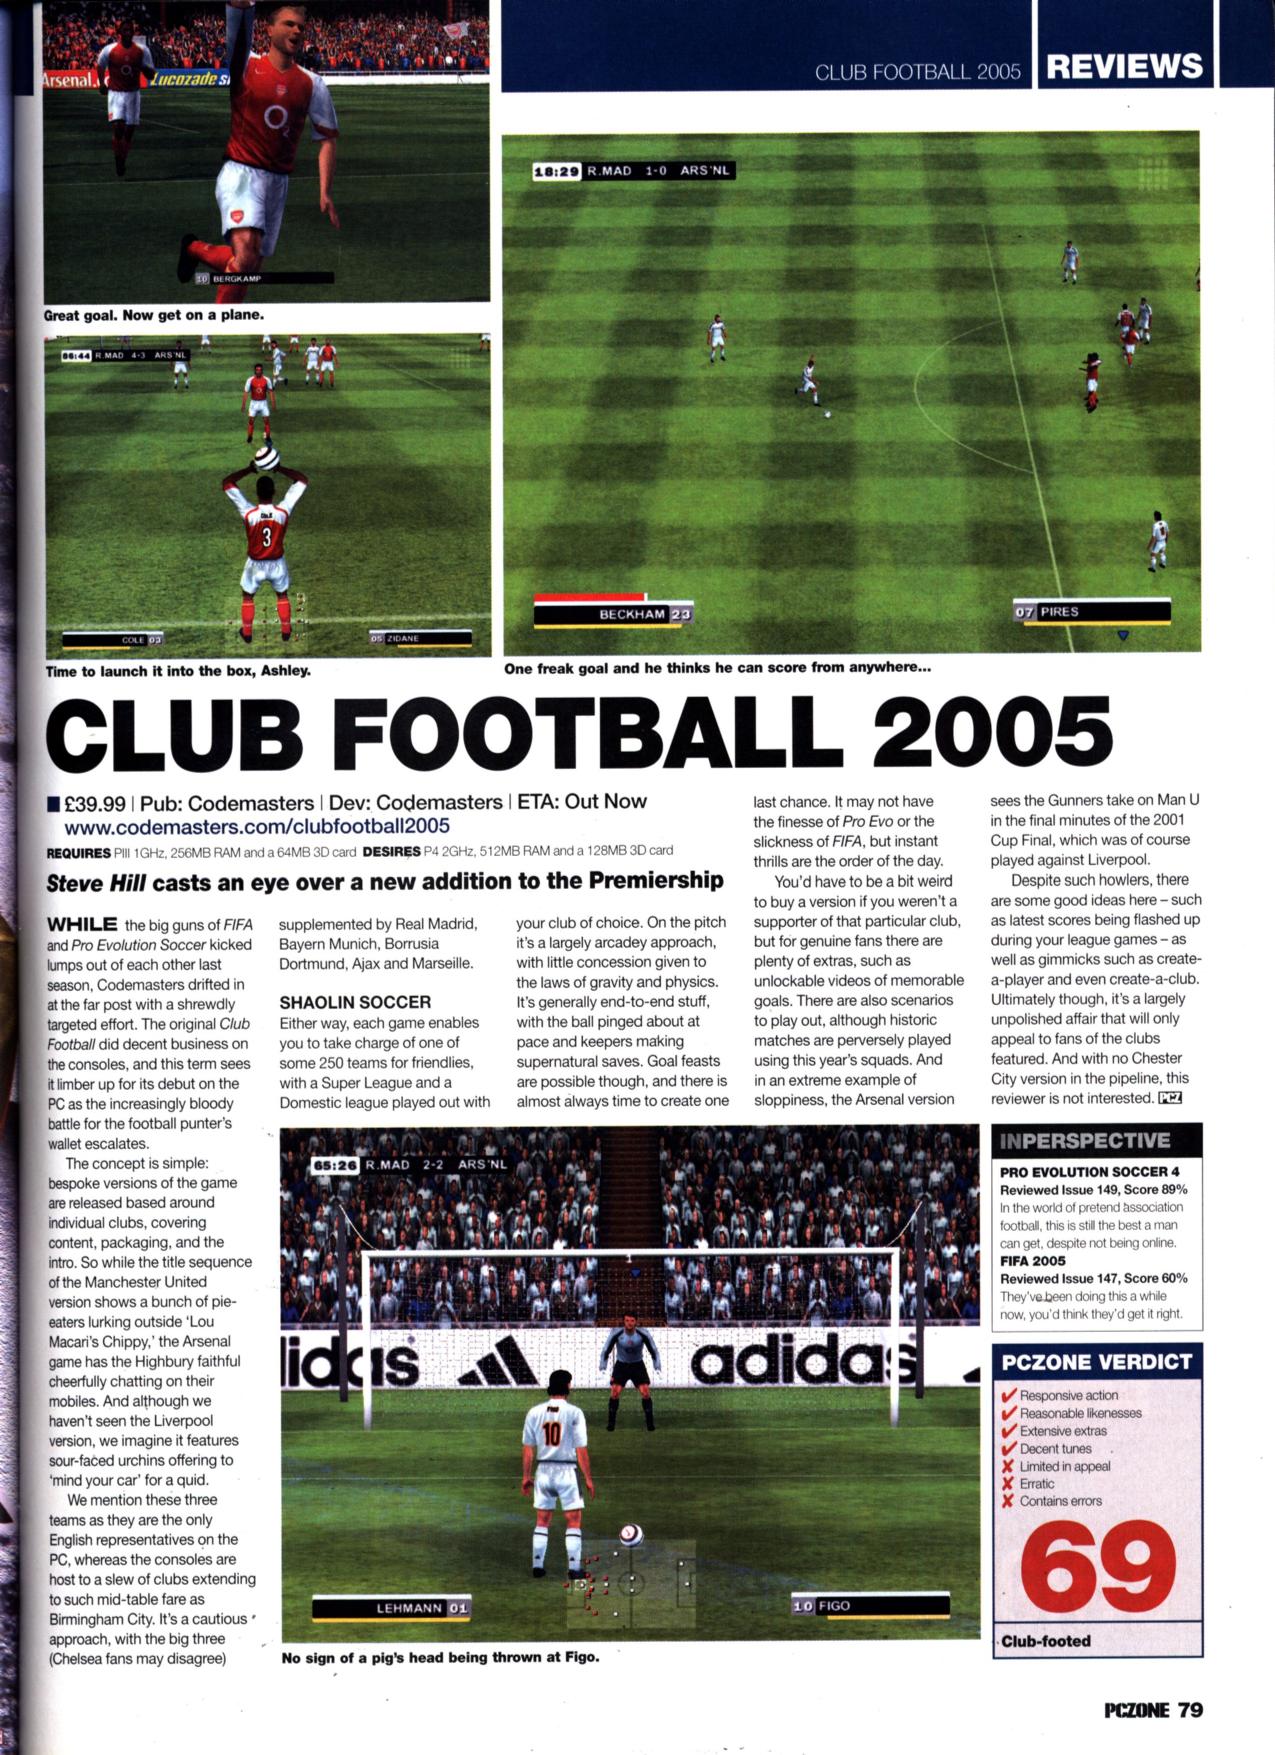 CLUB FOOTBALL 2005
REVIEWS
Arsenal.
Lucozade
O2
10 BERGKAMP
Great goal. Now get on a plane.
86:44 R.MAD 4-3 ARS'NL
COLE
3
COLE 03
05 ZIDANE
Time to launch it into the box, Ashley.
18:29 R.MAD 1-0 ARS'NL
BECKHAM 23
07 PIRES
One freak goal and he thinks he can score from anywhere...
CLUB FOOTBALL 2005
£39.99 | Pub: Codemasters | Dev: Codemasters | ETA: Out Now
www.codemasters.com/clubfootball2005
REQUIRES PIII 1GHz, 256MB RAM and a 64MB 3D card DESIRES P4 2GHz, 512MB RAM and a 128MB 3D card
Steve Hill casts an eye over a new addition to the Premiership
WHILE the big guns of FIFA
and Pro Evolution Soccer kicked
lumps out of each other last
season, Codemasters drifted in
at the far post with a shrewdly
targeted effort. The original Club
Football did decent business on
the consoles, and this term sees
it limber up for its debut on the
PC as the increasingly bloody
battle for the football punter's
wallet escalates.
The concept is simple:
bespoke versions of the game
are released based around
individual clubs, covering
content, packaging, and the
intro. So while the title sequence
of the Manchester United
version shows a bunch of pie-
eaters lurking outside 'Lou
Macari's Chippy,' the Arsenal
game has the Highbury faithful
cheerfully chatting on their
mobiles. And although we
haven't seen the Liverpool
version, we imagine it features
sour-faced urchins offering to
'mind your car' for a quid.
We mention these three
teams as they are the only
English representatives on the
PC, whereas the consoles are
host to a slew of clubs extending
to such mid-table fare as
Birmingham City. It's a cautious
approach, with the big three
(Chelsea fans may disagree)
supplemented by Real Madrid,
Bayern Munich, Borrusia
Dortmund, Ajax and Marseille.
SHAOLIN SOCCER
Either way, each game enables
you to take charge of one of
some 250 teams for friendlies,
with a Super League and a
Domestic league played out with
your club of choice. On the pitch
it's a largely arcadey approach,
with little concession given to
the laws of gravity and physics.
It's generally end-to-end stuff,
with the ball pinged about at
pace and keepers making
supernatural saves. Goal feasts
are possible though, and there is
almost always time to create one
last chance. It may not have
the finesse of Pro Evo or the
slickness of FIFA, but instant
thrills are the order of the day.
You'd have to be a bit weird
to buy a version if you weren't a
supporter of that particular club,
but for genuine fans there are
plenty of extras, such as
unlockable videos of memorable
goals. There are also scenarios
to play out, although historic
matches are perversely played
using this year's squads. And
in an extreme example of
sloppiness, the Arsenal version
sees the Gunners take on Man U
in the final minutes of the 2001
Cup Final, which was of course
played against Liverpool.
Despite such howlers, there
are some good ideas here – such
as latest scores being flashed up
during your league games – as
well as gimmicks such as create-
a-player and even create-a-club.
Ultimately though, it's a largely
unpolished affair that will only
appeal to fans of the clubs
featured. And with no Chester
City version in the pipeline, this
reviewer is not interested. PCZ
65:26 R.MAD 2-2 ARS'NL
adidas
adidas
FIGO
10
LEHMANN 01
10 FIGO
No sign of a pig's head being thrown at Figo.
INPERSPECTIVE
PRO EVOLUTION SOCCER 4
Reviewed Issue 149, Score 89%
In the world of pretend association
football, this is still the best a man
can get, despite not being online.
FIFA 2005
Reviewed Issue 147, Score 60%
They've been doing this a while
now, you'd think they'd get it right.
PCZONE VERDICT
✓ Responsive action
✓ Reasonable likenesses
✓ Extensive extras
✓ Decent tunes
✗ Limited in appeal
✗ Erratic
✗ Contains errors
69
Club-footed
PCZONE 79